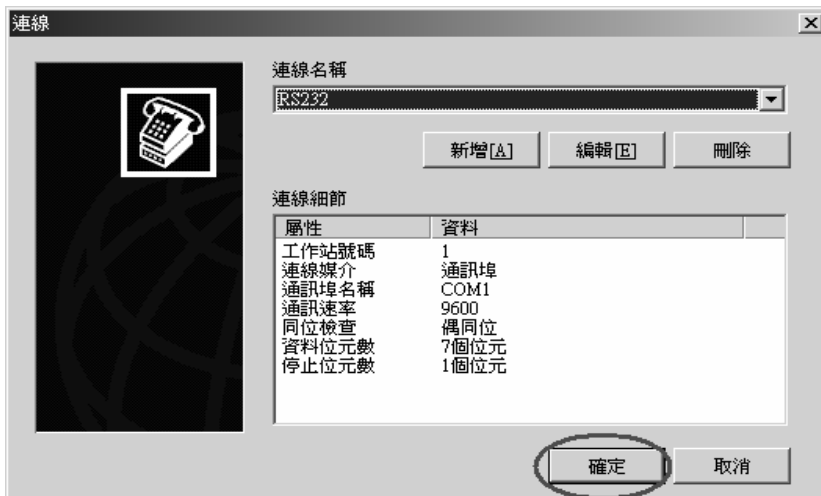 連線
連線名稱
RS232
新增[A] 編輯[E] 刪除
連線細節
屬性 資料
工作站號碼 1
連線媒介 通訊埠
通訊埠名稱 COM1
通訊速率 9600
同位檢查 偶同位
資料位元數 7個位元
停止位元數 1個位元
確定 取消